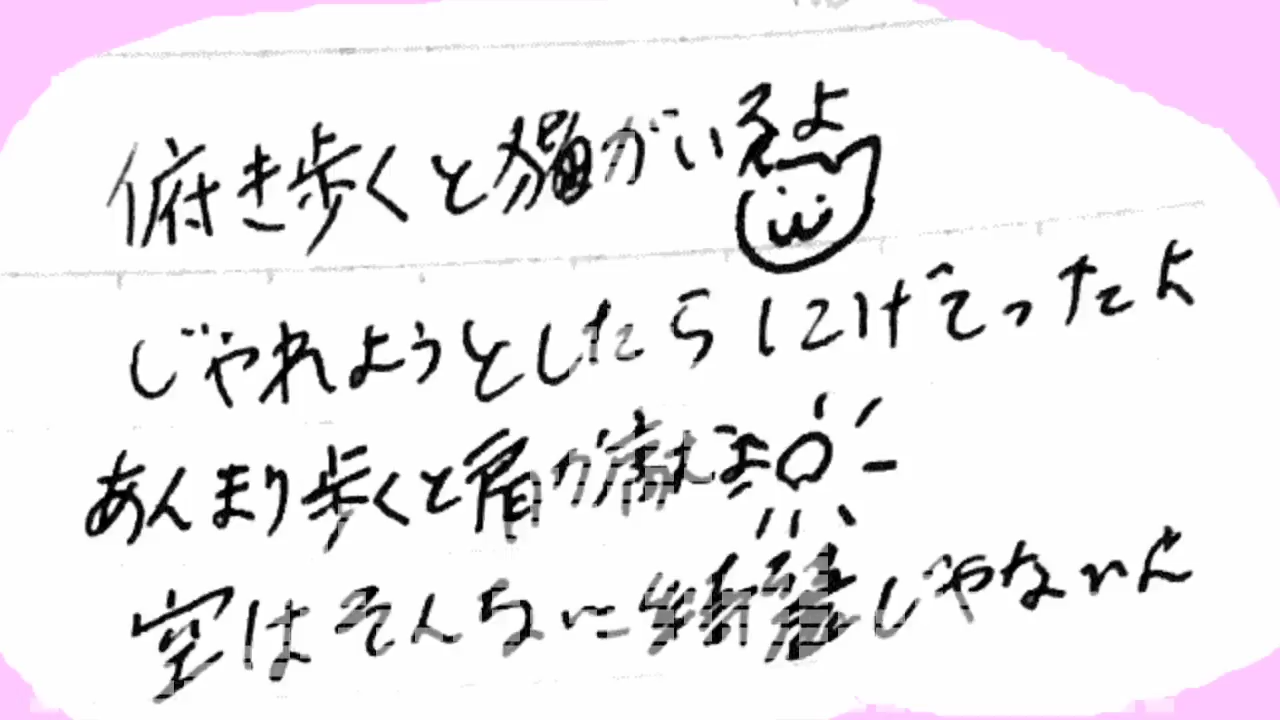 俯き歩くと猫がいるよ
じゃれようとしたらにげてったよ
あんまり歩くと肩が痛むよ
空はそんなに綺麗じゃないんだ